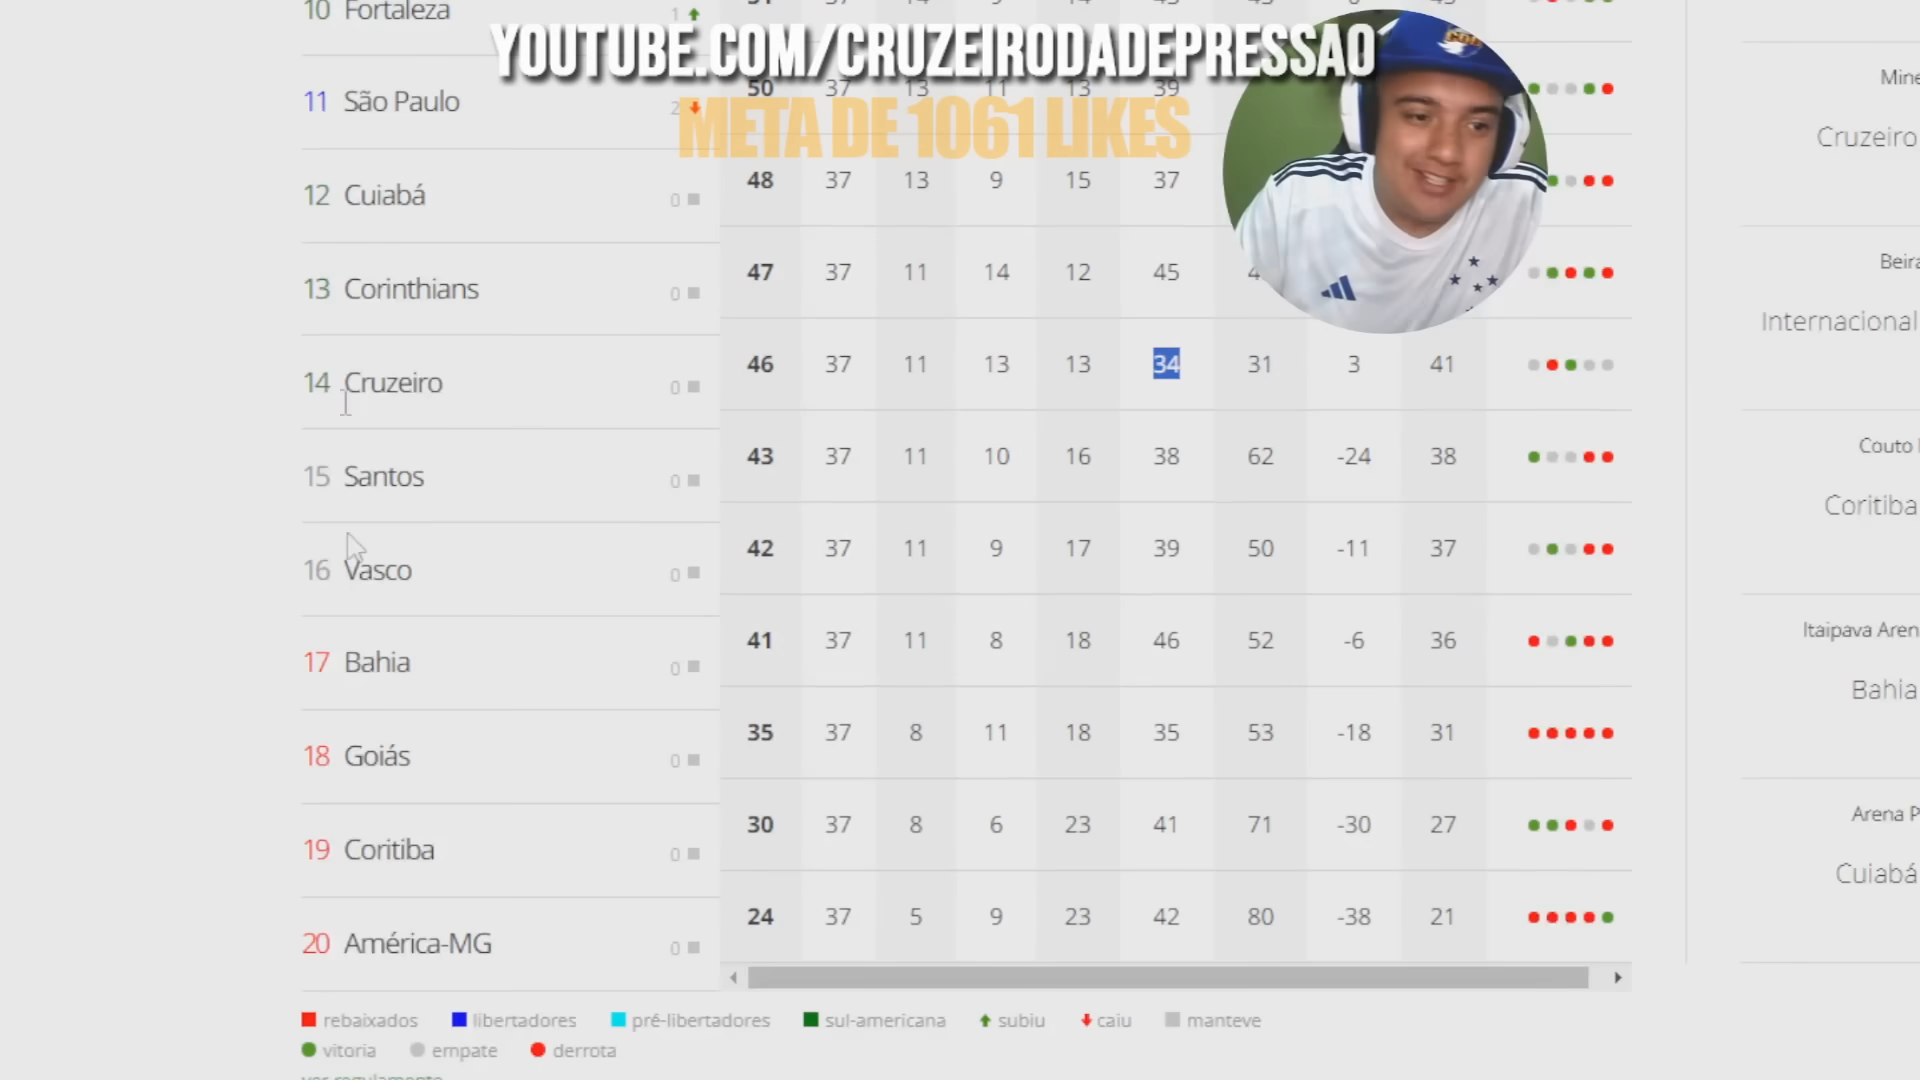 10 Fortaleza 1
YOUTUBE.COM/CRUZEIRODADEPRESSAO
META DE 1061 LIKES
11 São Paulo 2 50 37 13 11 13 39
12 Cuiabá 0 48 37 13 9 15 37
13 Corinthians 0 47 37 11 14 12 45
14 Cruzeiro 0 46 37 11 13 13 34 31 3 41
15 Santos 0 43 37 11 10 16 38 62 -24 38
16 Vasco 0 42 37 11 9 17 39 50 -11 37
17 Bahia 0 41 37 11 8 18 46 52 -6 36
18 Goiás 0 35 37 8 11 18 35 53 -18 31
19 Coritiba 0 30 37 8 6 23 41 71 -30 27
20 América-MG 0 24 37 5 9 23 42 80 -38 21
rebaixados libertadores pré-libertadores sul-americana subiu caiu manteve
vitoria empate derrota
ver regulamento
Mine
Cruzeiro
Beira
Internacional
Couto
Coritiba
Itaipava Aren
Bahia
Arena P
Cuiabá